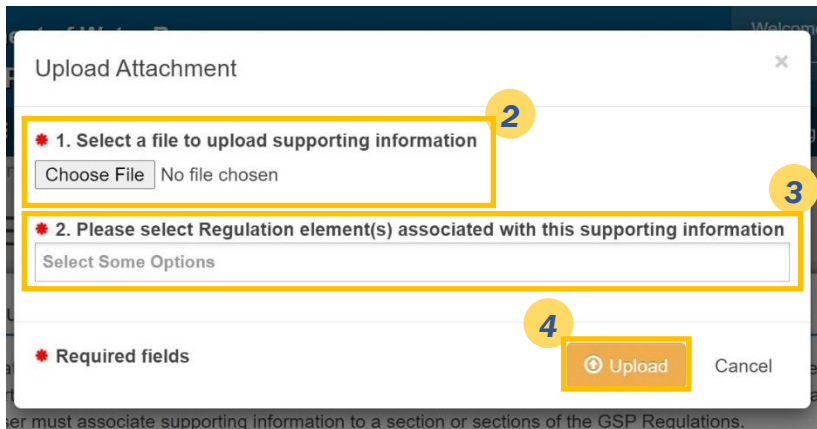 Upload Attachment
×
2
* 1. Select a file to upload supporting information
Choose File No file chosen
3
* 2. Please select Regulation element(s) associated with this supporting information
Select Some Options
4
* Required fields
Upload Cancel
must associate supporting information to a section or sections of the GSP Regulations.